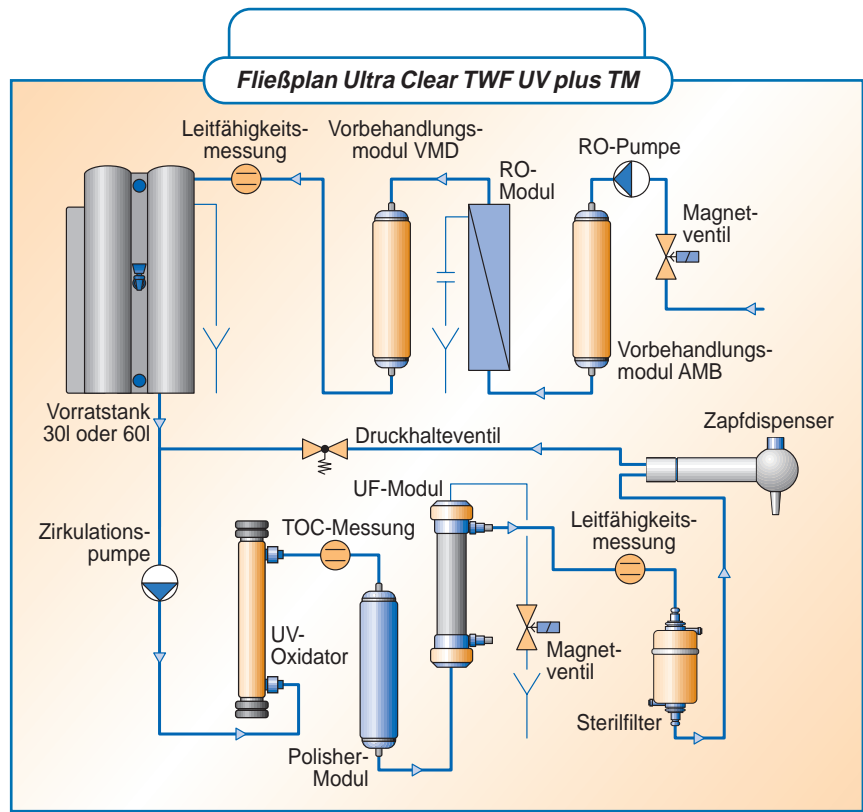 Fließplan Ultra Clear TWF UV plus TM
Leitfähigkeits-
messung
Vorbehandlungs-
modul VMD
RO-
Modul
RO-Pumpe
Magnet-
ventil
Vorbehandlungs-
modul AMB
Vorratstank
30l oder 60l
Druckhalteventil
Zapfdispenser
UF-Modul
Zirkulations-
pumpe
TOC-Messung
Leitfähigkeits-
messung
UV-
Oxidator
Magnet-
ventil
Sterilfilter
Polisher-
Modul